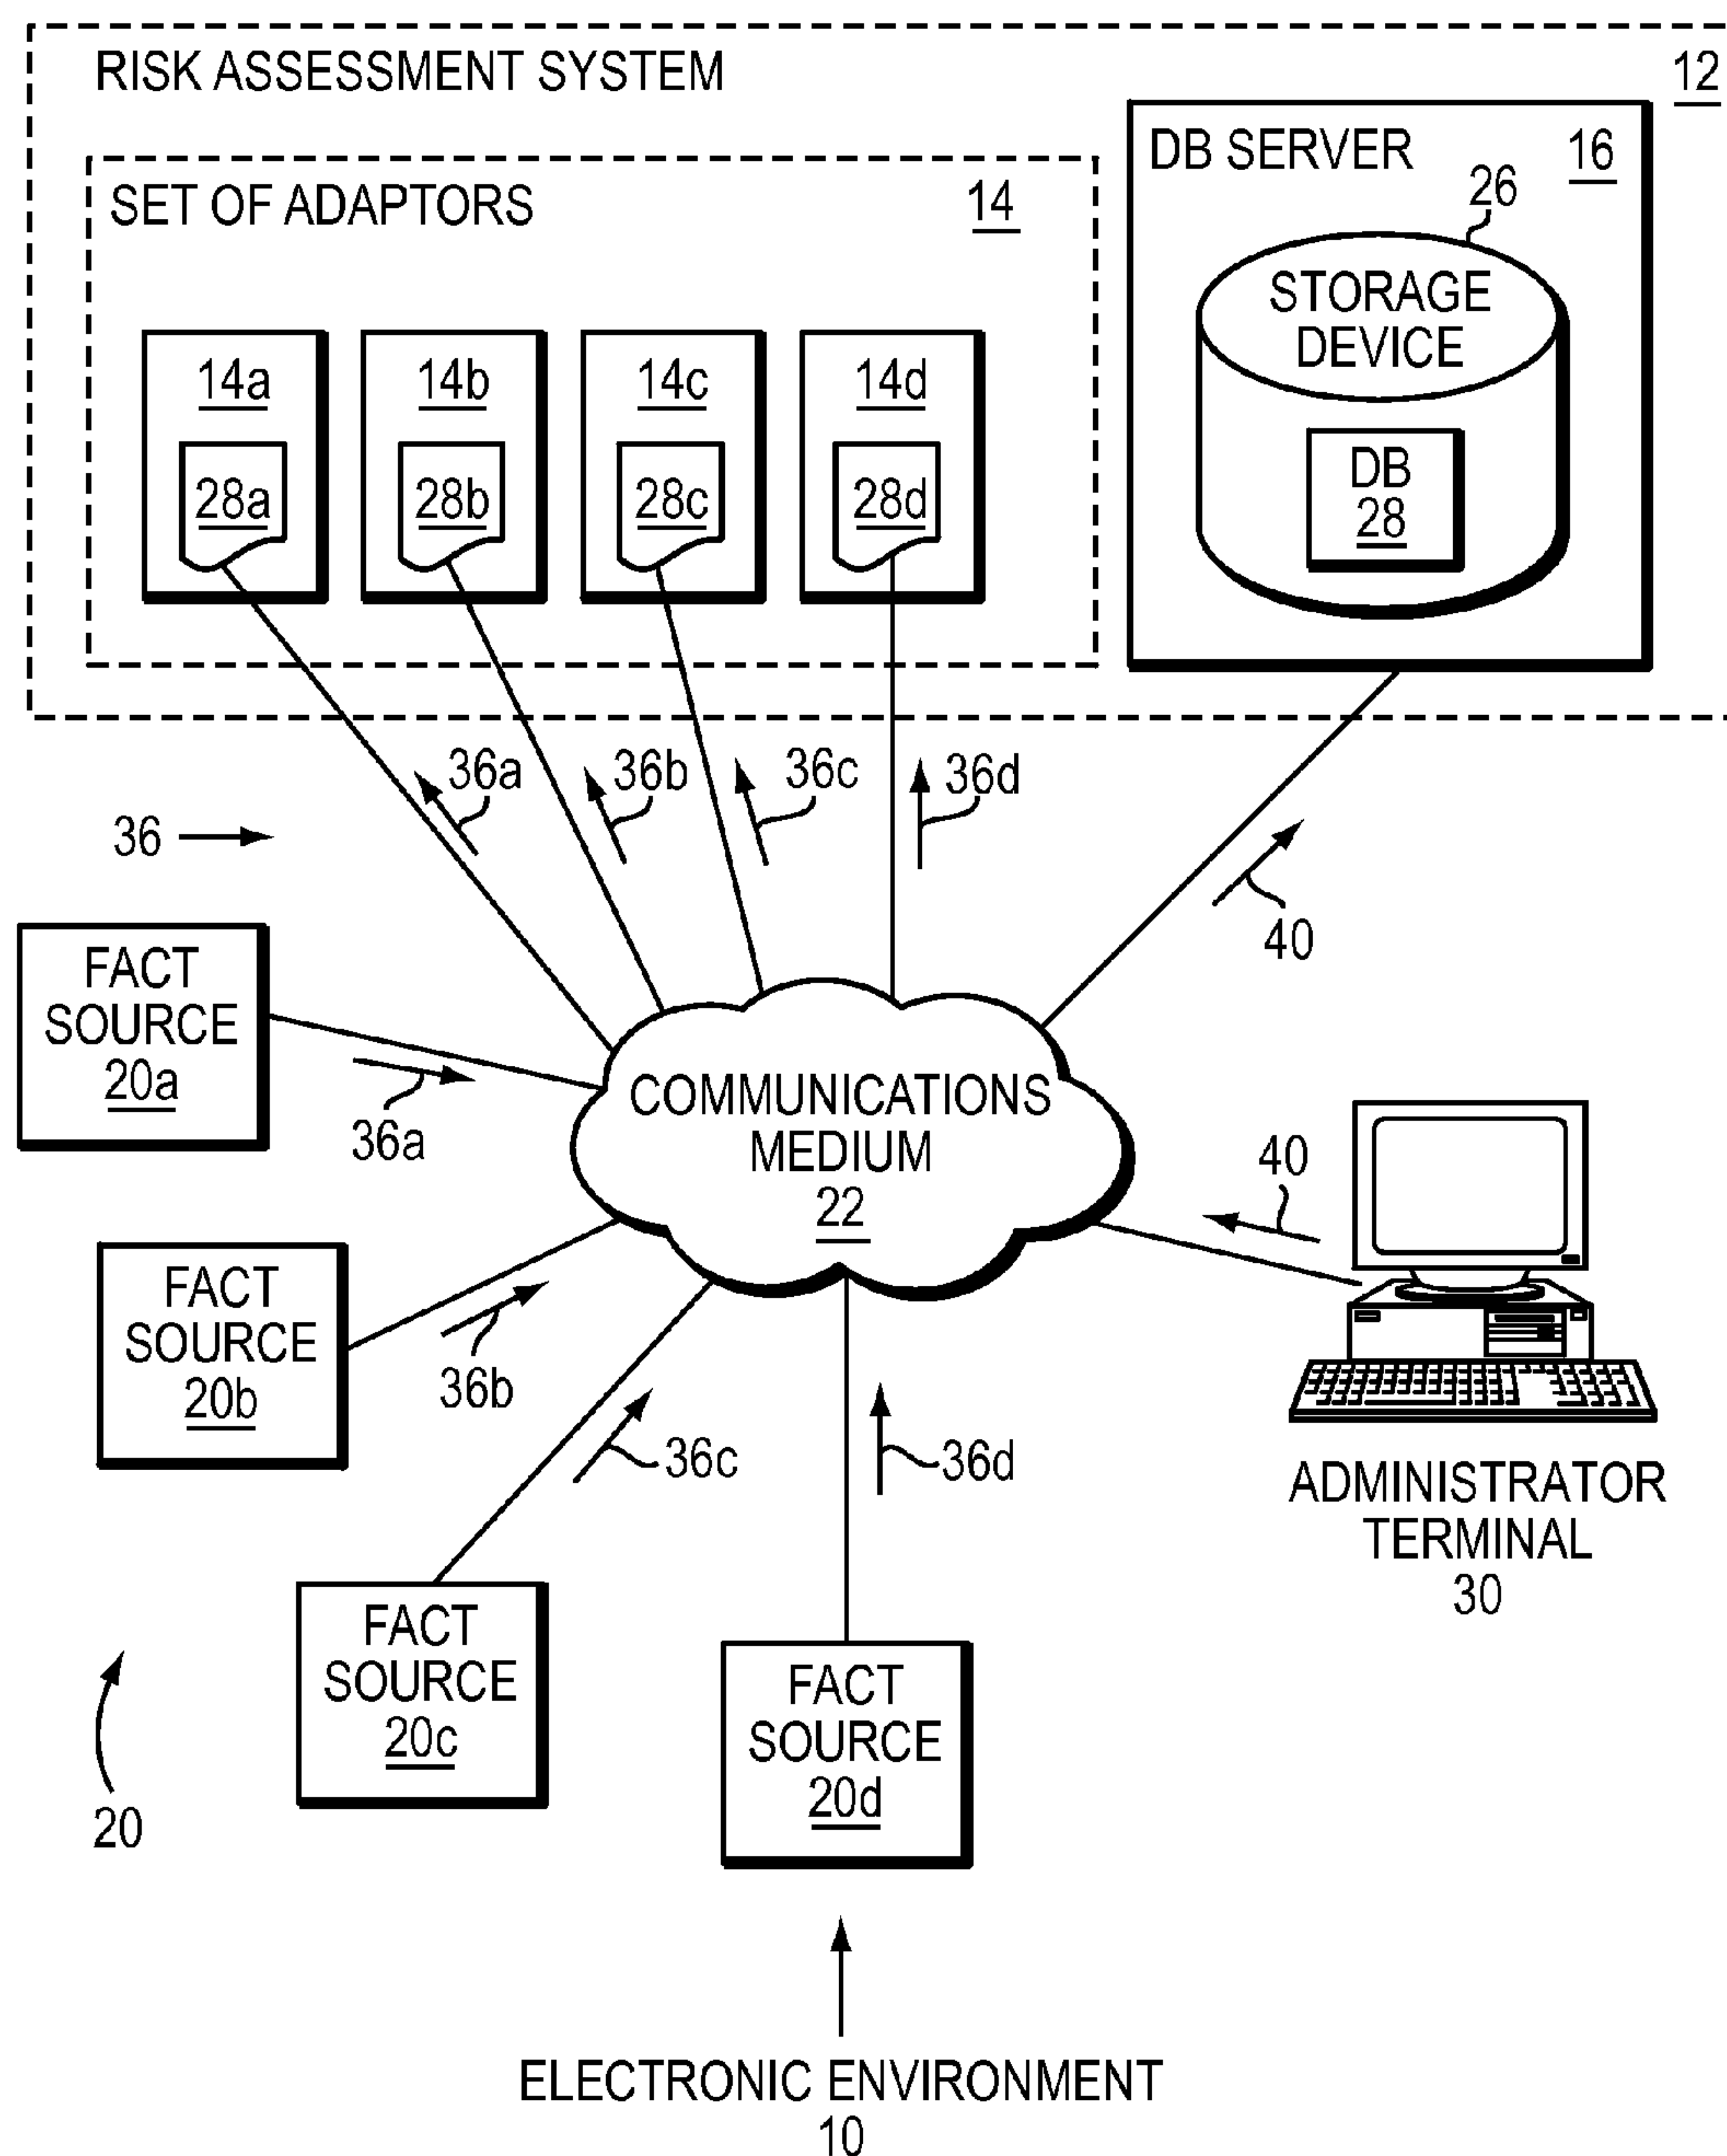 RISK ASSESSMENT SYSTEM
12
SET OF ADAPTORS
14
DB SERVER
16
26
STORAGE
DEVICE
DB
28
14a
14b
14c
14d
28a
28b
28c
28d
36a
36b
36c
36d
36
40
FACT
SOURCE
20a
36a
COMMUNICATIONS
MEDIUM
22
40
FACT
SOURCE
20b
36b
36c
36d
ADMINISTRATOR
TERMINAL
30
FACT
SOURCE
20c
FACT
SOURCE
20d
20
ELECTRONIC ENVIRONMENT
10